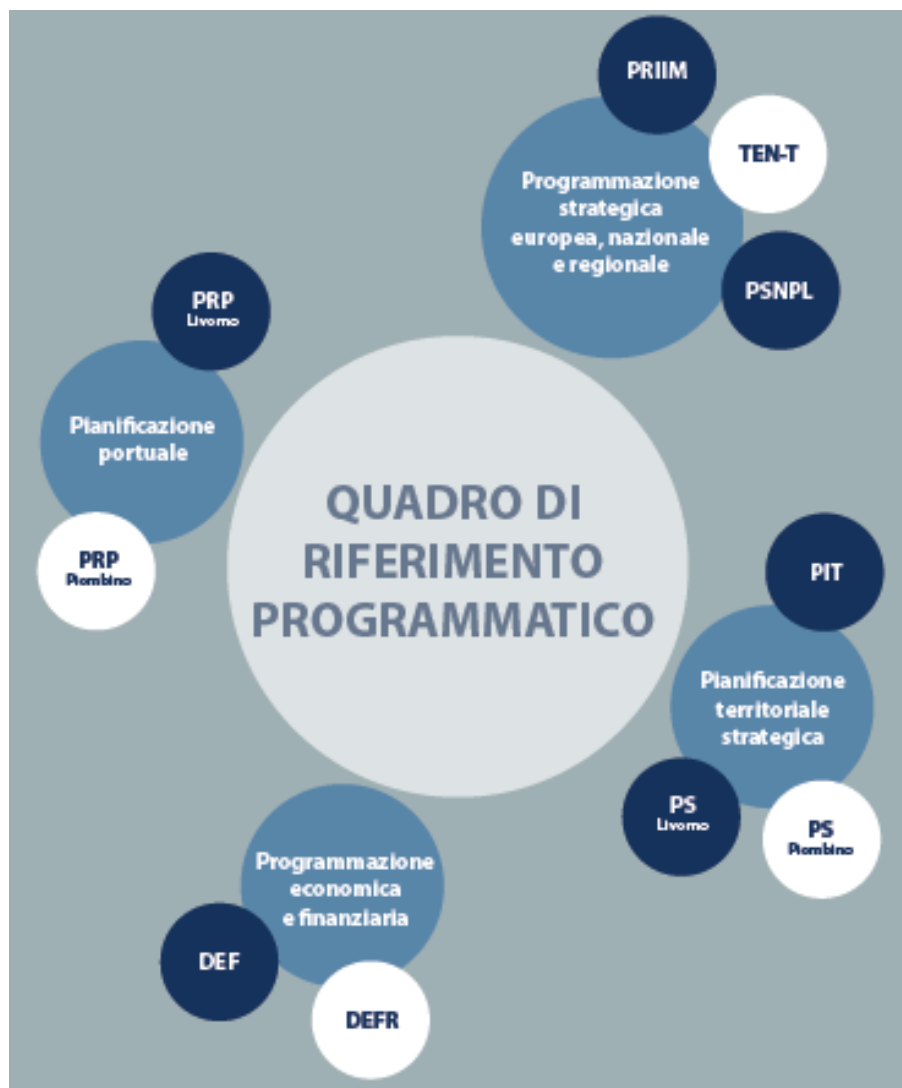 PRIIM
TEN-T
Programmazione
strategica
europea, nazionale
e regionale
PSNPL
PRP
Livorno
Pianificazione
portuale
PRP
Piombino
QUADRO DI
RIFERIMENTO
PROGRAMMATICO
PIT
Pianificazione
territoriale
strategica
PS
Livorno
PS
Piombino
Programmazione
economica
e finanziaria
DEF
DEFR